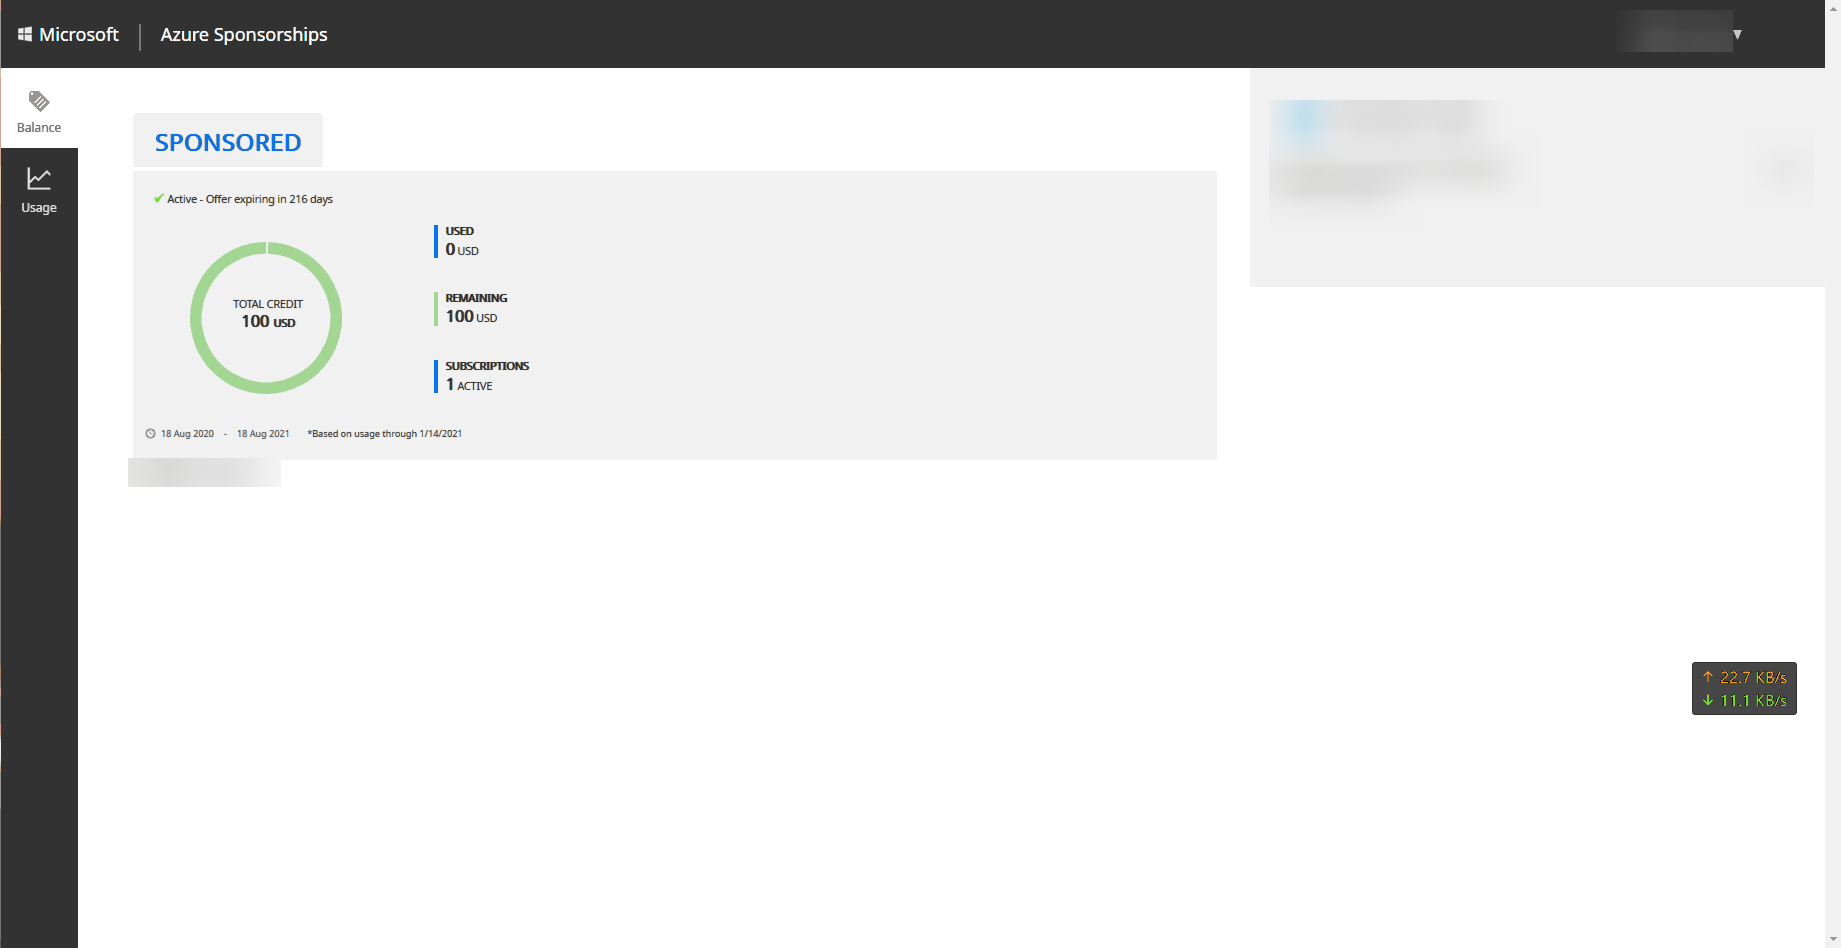 Microsoft
Azure Sponsorships
▼
Balance
Usage
SPONSORED
✔ Active - Offer expiring in 216 days
TOTAL CREDIT
100 USD
USED
0 USD
REMAINING
100 USD
SUBSCRIPTIONS
1 ACTIVE
18 Aug 2020 - 18 Aug 2021 *Based on usage through 1/14/2021
↑ 22.7 KB/s
↓ 11.1 KB/s